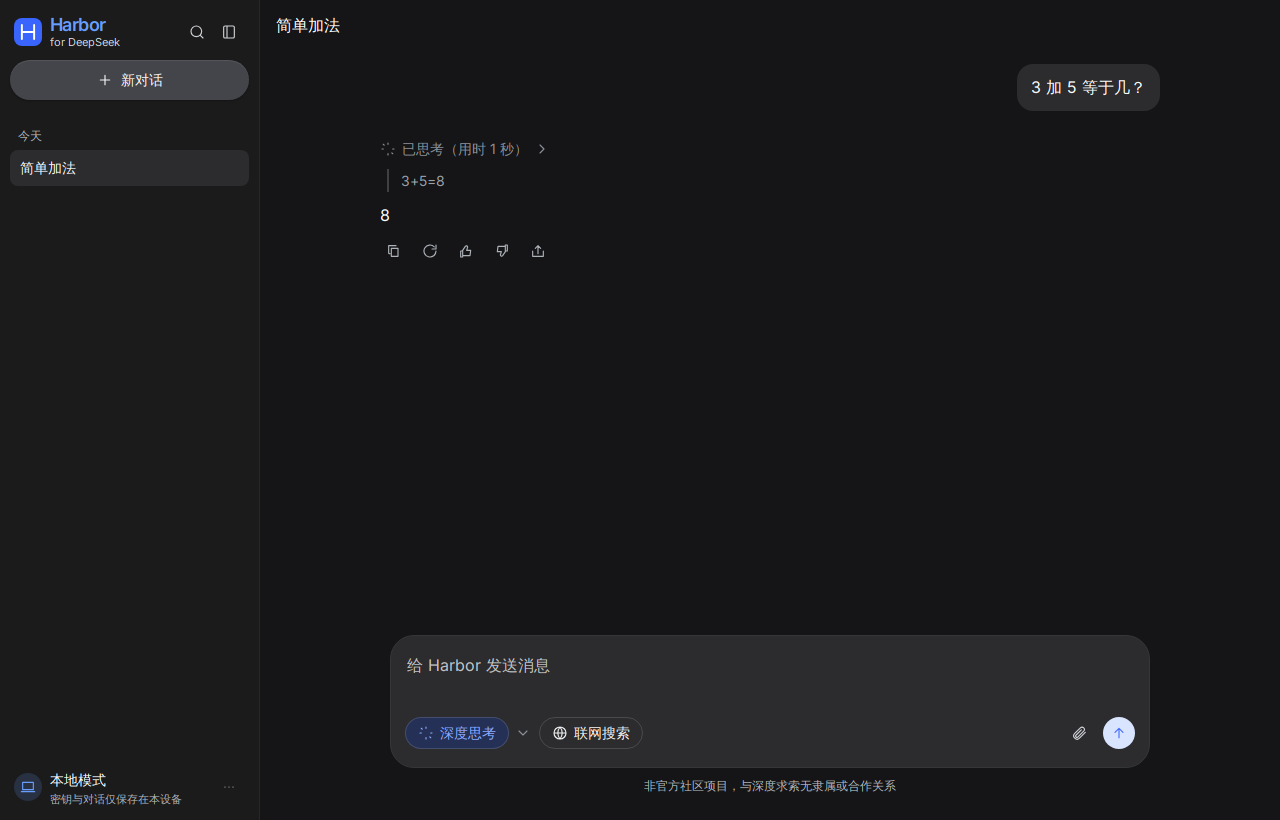 Harbor
for DeepSeek
新对话
今天
简单加法
本地模式
密钥与对话仅保存在本设备
简单加法
3 加 5 等于几？
已思考（用时 1 秒）
3+5=8
8
给 Harbor 发送消息
深度思考
联网搜索
非官方社区项目，与深度求索无隶属或合作关系